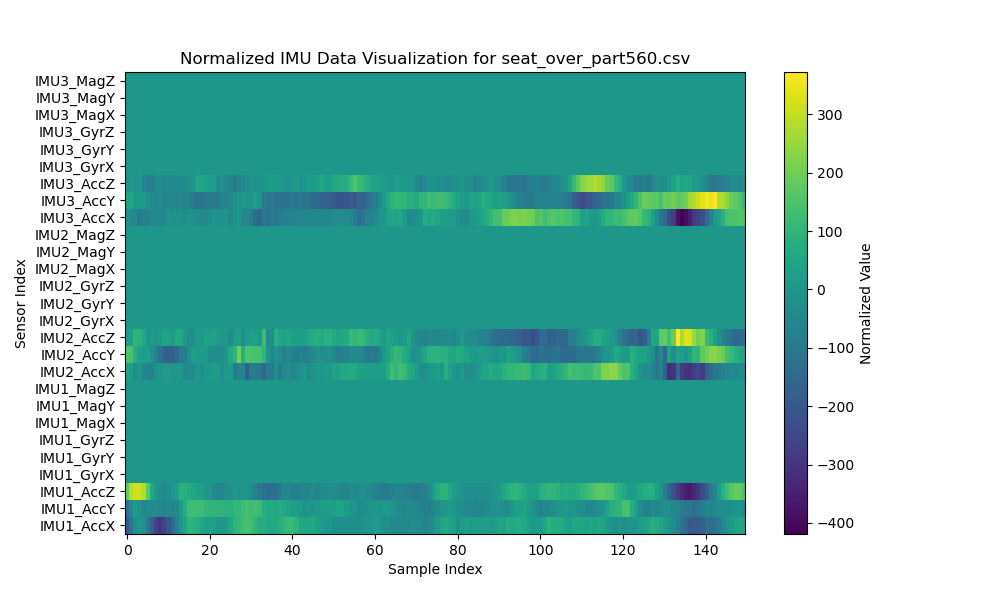 Normalized IMU Data Visualization for seat_over_part560.csv
IMU3_MagZ
IMU3_MagY
IMU3_MagX
IMU3_GyrZ
IMU3_GyrY
IMU3_GyrX
IMU3_AccZ
IMU3_AccY
IMU3_AccX
IMU2_MagZ
IMU2_MagY
IMU2_MagX
IMU2_GyrZ
IMU2_GyrY
IMU2_GyrX
IMU2_AccZ
IMU2_AccY
IMU2_AccX
IMU1_MagZ
IMU1_MagY
IMU1_MagX
IMU1_GyrZ
IMU1_GyrY
IMU1_GyrX
IMU1_AccZ
IMU1_AccY
IMU1_AccX
Sensor Index
0 20 40 60 80 100 120 140
Sample Index
300
200
100
0
−100
−200
−300
−400
Normalized Value